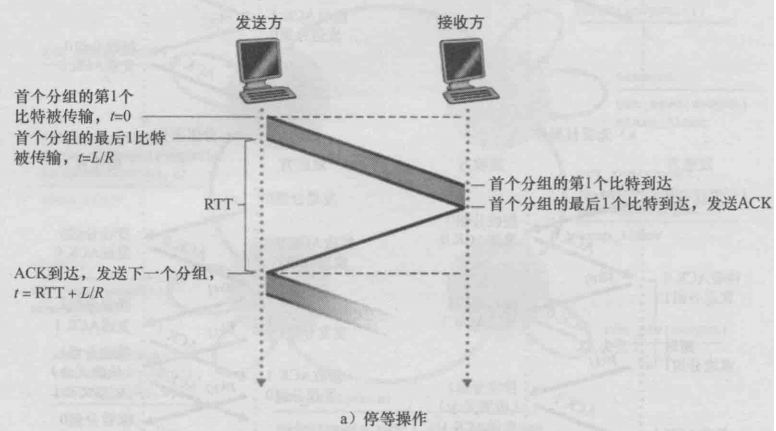 发送方
接收方
首个分组的第1个
比特被传输，t=0
首个分组的最后1比特
被传输，t=L/R
首个分组的第1个比特到达
首个分组的最后1个比特到达，发送ACK
RTT
ACK到达，发送下一个分组，
t = RTT + L/R
a）停等操作